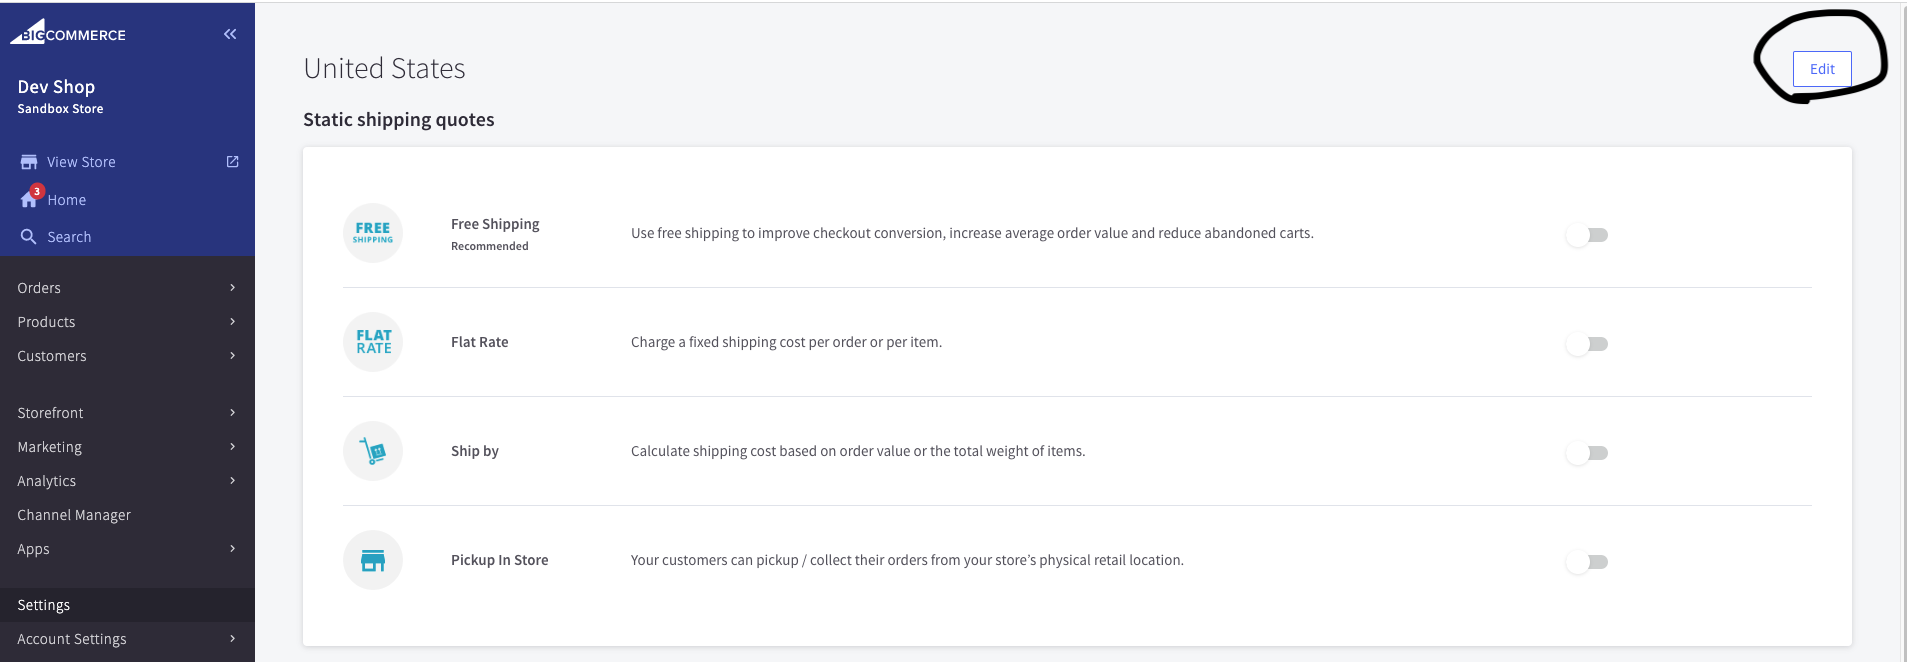 BIGCOMMERCE
Dev Shop
Sandbox Store
View Store
3
Home
Search
Orders
Products
Customers
Storefront
Marketing
Analytics
Channel Manager
Apps
Settings
Account Settings
United States
Edit
Static shipping quotes
FREE
SHIPPING
Free Shipping
Recommended
Use free shipping to improve checkout conversion, increase average order value and reduce abandoned carts.
FLAT
RATE
Flat Rate
Charge a fixed shipping cost per order or per item.
Ship by
Calculate shipping cost based on order value or the total weight of items.
Pickup In Store
Your customers can pickup / collect their orders from your store’s physical retail location.